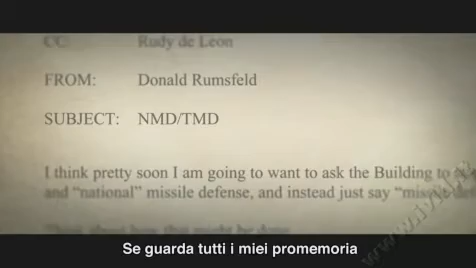 CC: Rudy de Leon
FROM: Donald Rumsfeld
SUBJECT: NMD/TMD
I think pretty soon I am going to want to ask the Building to
and “national” missile defense, and instead just say “missile
Se guarda tutti i miei promemoria